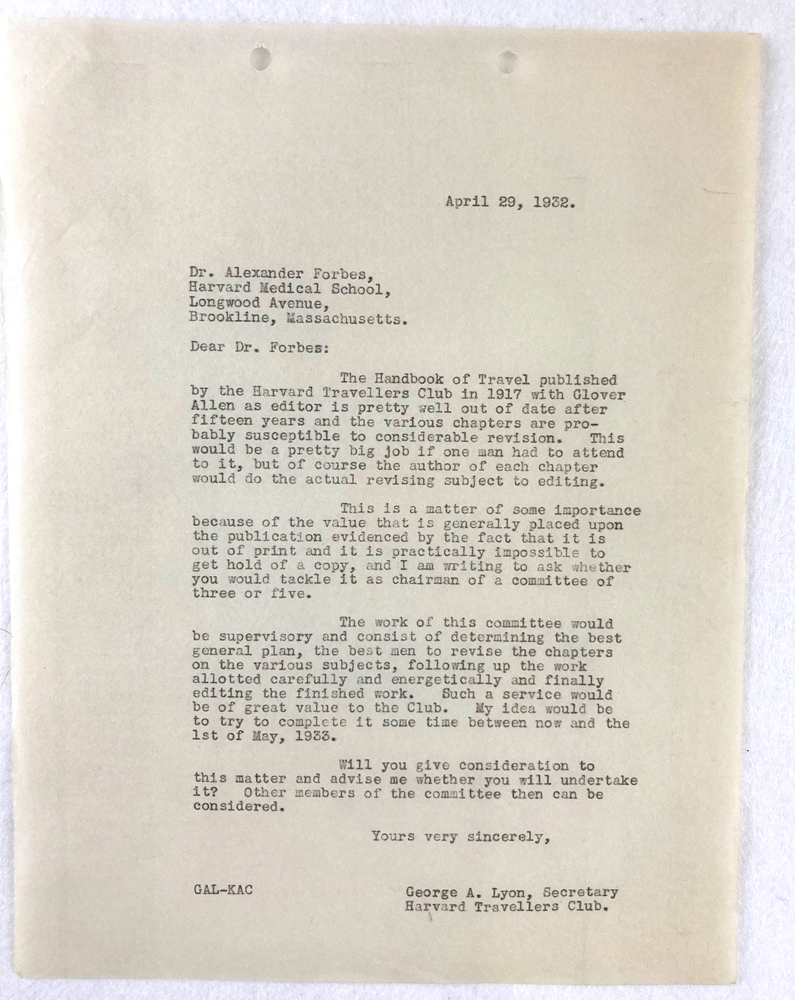 April 29, 1932.
Dr. Alexander Forbes,
Harvard Medical School,
Longwood Avenue,
Brookline, Massachusetts.
Dear Dr. Forbes:
The Handbook of Travel published
by the Harvard Travellers Club in 1917 with Glover
Allen as editor is pretty well out of date after
fifteen years and the various chapters are pro-
bably susceptible to considerable revision. This
would be a pretty big job if one man had to attend
to it, but of course the author of each chapter
would do the actual revising subject to editing.
This is a matter of some importance
because of the value that is generally placed upon
the publication evidenced by the fact that it is
out of print and it is practically impossible to
get hold of a copy, and I am writing to ask whether
you would tackle it as chairman of a committee of
three or five.
The work of this committee would
be supervisory and consist of determining the best
general plan, the best men to revise the chapters
on the various subjects, following up the work
allotted carefully and energetically and finally
editing the finished work. Such a service would
be of great value to the Club. My idea would be
to try to complete it some time between now and the
1st of May, 1933.
Will you give consideration to
this matter and advise me whether you will undertake
it? Other members of the committee then can be
considered.
Yours very sincerely,
GAL-KAC
George A. Lyon, Secretary
Harvard Travellers Club.